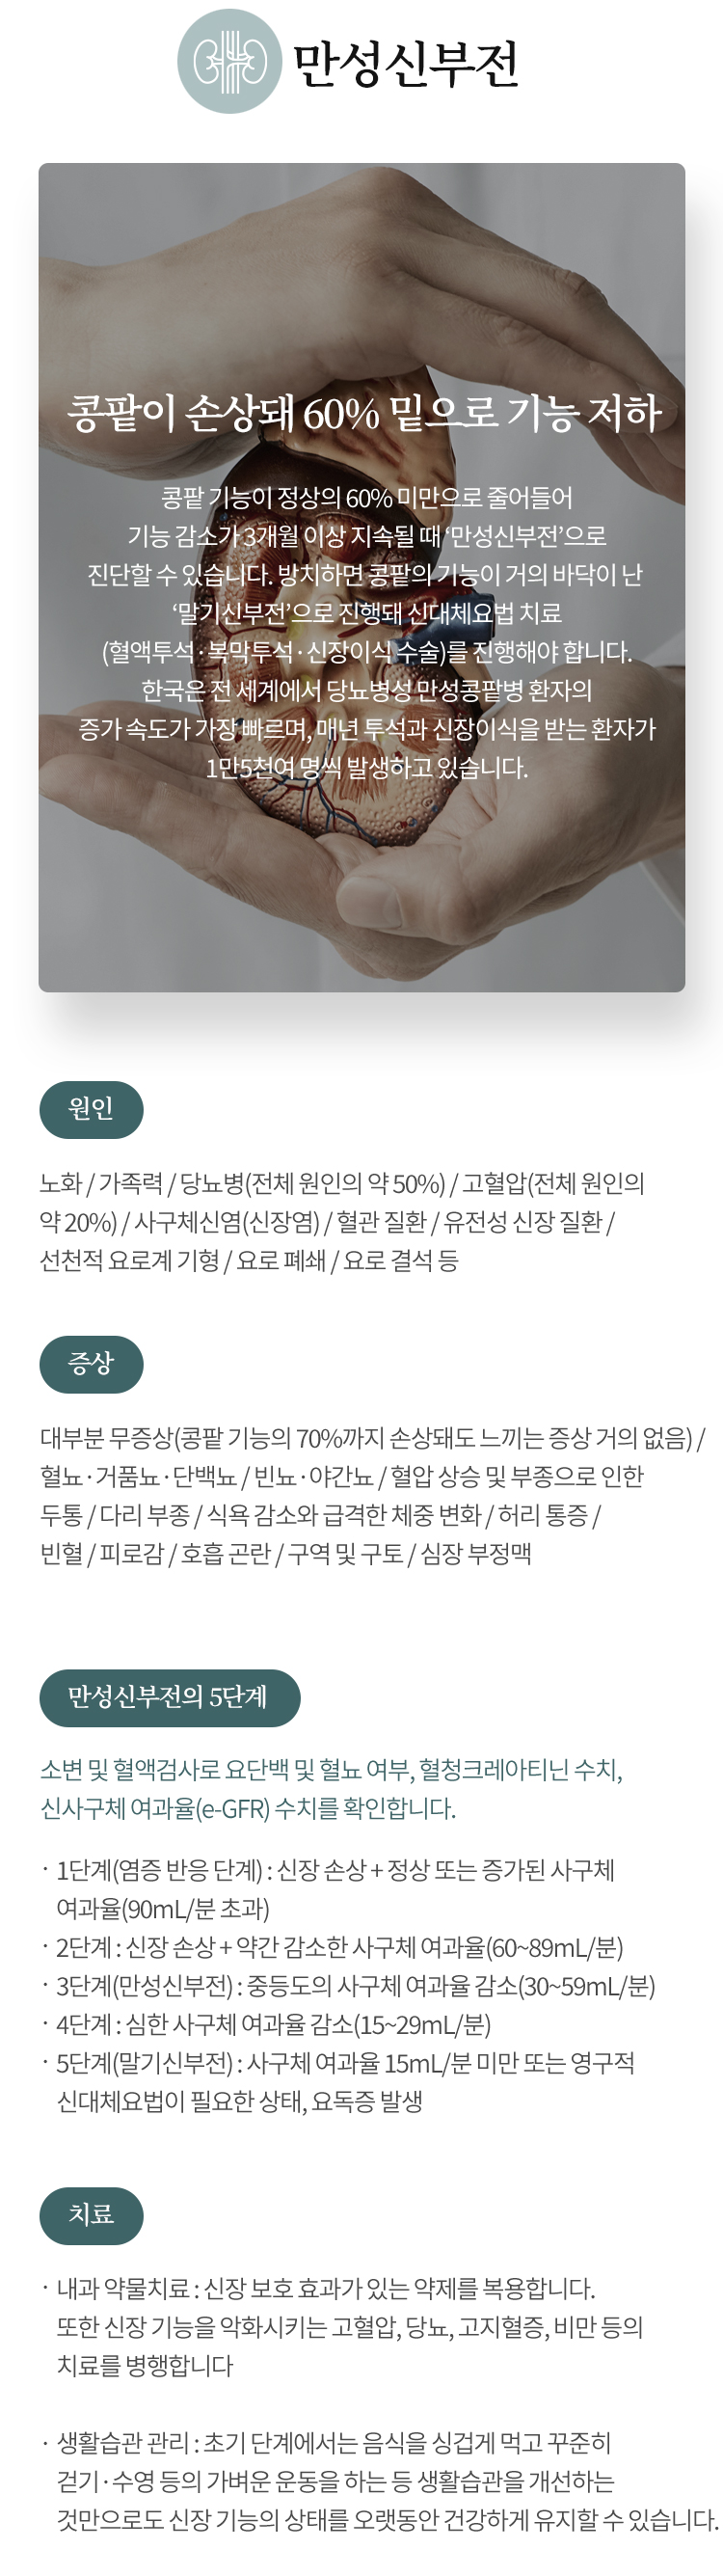 만성신부전
콩팥이 손상돼 60% 밑으로 기능 저하
콩팥 기능이 정상의 60% 미만으로 줄어들어
기능 감소가 3개월 이상 지속될 때 ‘만성신부전’으로
진단할 수 있습니다. 방치하면 콩팥의 기능이 거의 바닥이 난
‘말기신부전’으로 진행돼 신대체요법 치료
(혈액투석·복막투석·신장이식 수술)를 진행해야 합니다.
한국은 전 세계에서 당뇨병성 만성콩팥병 환자의
증가 속도가 가장 빠르며, 매년 투석과 신장이식을 받는 환자가
1만5천여 명씩 발생하고 있습니다.
원인
노화 / 가족력 / 당뇨병(전체 원인의 약 50%) / 고혈압(전체 원인의
약 20%) / 사구체신염(신장염) / 혈관 질환 / 유전성 신장 질환 /
선천적 요로계 기형 / 요로 폐쇄 / 요로 결석 등
증상
대부분 무증상(콩팥 기능의 70%까지 손상돼도 느끼는 증상 거의 없음) /
혈뇨·거품뇨·단백뇨 / 빈뇨·야간뇨 / 혈압 상승 및 부종으로 인한
두통 / 다리 부종 / 식욕 감소와 급격한 체중 변화 / 허리 통증 /
빈혈 / 피로감 / 호흡 곤란 / 구역 및 구토 / 심장 부정맥
만성신부전의 5단계
소변 및 혈액검사로 요단백 및 혈뇨 여부, 혈청크레아티닌 수치,
신사구체 여과율(e-GFR) 수치를 확인합니다.
· 1단계(염증 반응 단계) : 신장 손상 + 정상 또는 증가된 사구체
여과율(90mL/분 초과)
· 2단계 : 신장 손상 + 약간 감소한 사구체 여과율(60~89mL/분)
· 3단계(만성신부전) : 중등도의 사구체 여과율 감소(30~59mL/분)
· 4단계 : 심한 사구체 여과율 감소(15~29mL/분)
· 5단계(말기신부전) : 사구체 여과율 15mL/분 미만 또는 영구적
신대체요법이 필요한 상태, 요독증 발생
치료
· 내과 약물치료 : 신장 보호 효과가 있는 약제를 복용합니다.
또한 신장 기능을 악화시키는 고혈압, 당뇨, 고지혈증, 비만 등의
치료를 병행합니다
· 생활습관 관리 : 초기 단계에서는 음식을 싱겁게 먹고 꾸준히
걷기·수영 등의 가벼운 운동을 하는 등 생활습관을 개선하는
것만으로도 신장 기능의 상태를 오랫동안 건강하게 유지할 수 있습니다.